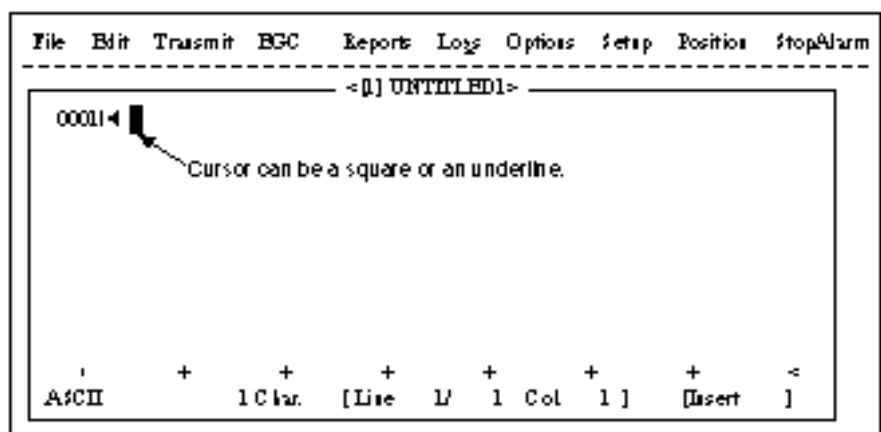 File Edit Transmit EGC Reports Logs Options Setup Position StopAlarm
<[1] UNTITLED1>
0001|◄
Cursor can be a square or an underline.
+ + + + + + + <
ASCII 1 Char. [Line 1/ 1 Col 1 ] [Insert ]